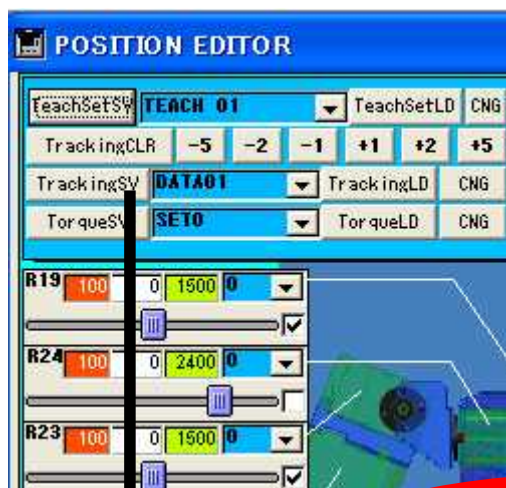 POSITION EDITOR
TeachSetSV TEACH 01 TeachSetLD CNG
TrackingCLR -5 -2 -1 +1 +2 +5
TrackingSV DATA01 TrackingLD CNG
TorqueSV SET0 TorqueLD CNG
R19 100 0 1500 0
R24 100 0 2400 0
R23 100 0 1500 0